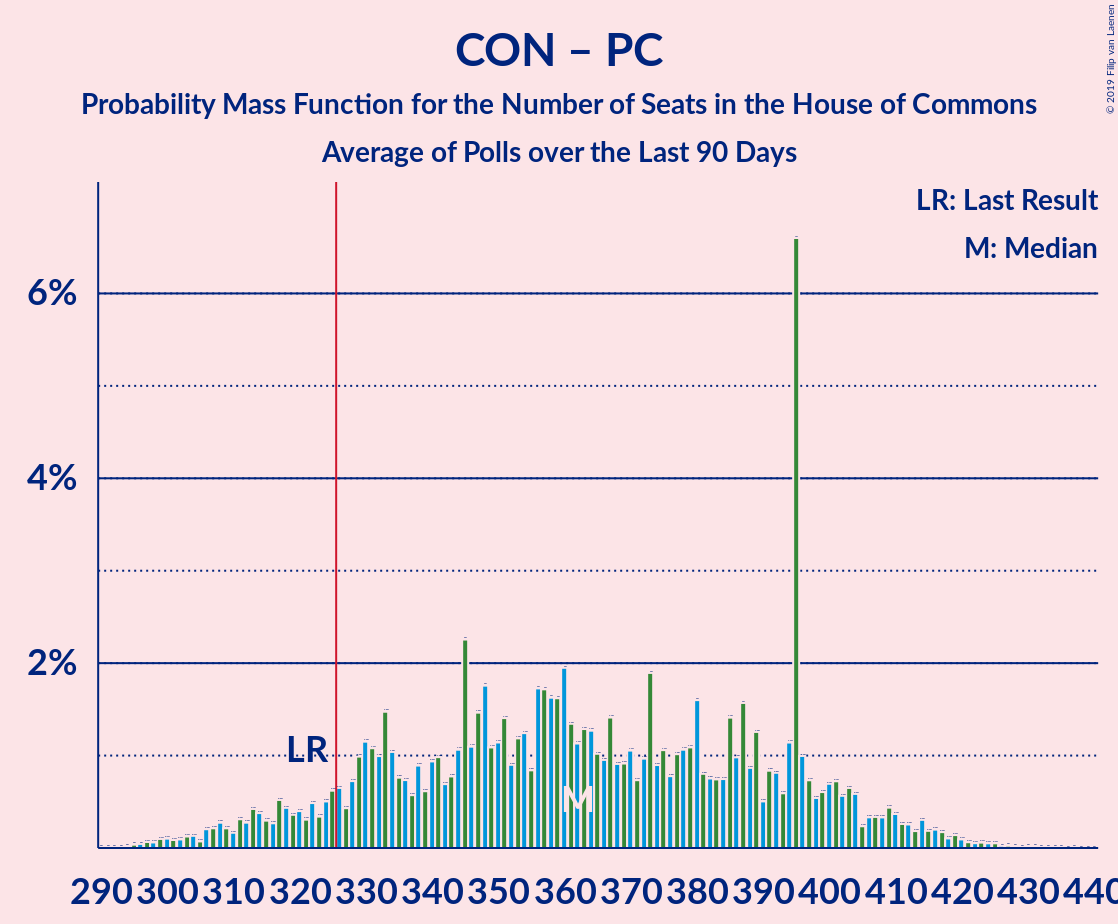 CON – PC
Probability Mass Function for the Number of Seats in the House of Commons
Average of Polls over the Last 90 Days
© 2019 Filip van Laenen
LR: Last Result
M: Median
6%
4%
2%
LR
M
290 300 310 320 330 340 350 360 370 380 390 400 410 420 430 440